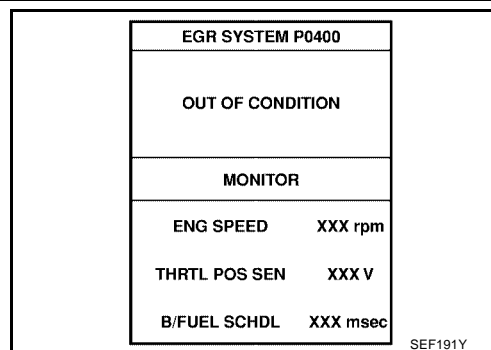 EGR SYSTEM P0400
OUT OF CONDITION
MONITOR
ENG SPEED XXX rpm
THRTL POS SEN XXX V
B/FUEL SCHDL XXX msec
SEF191Y